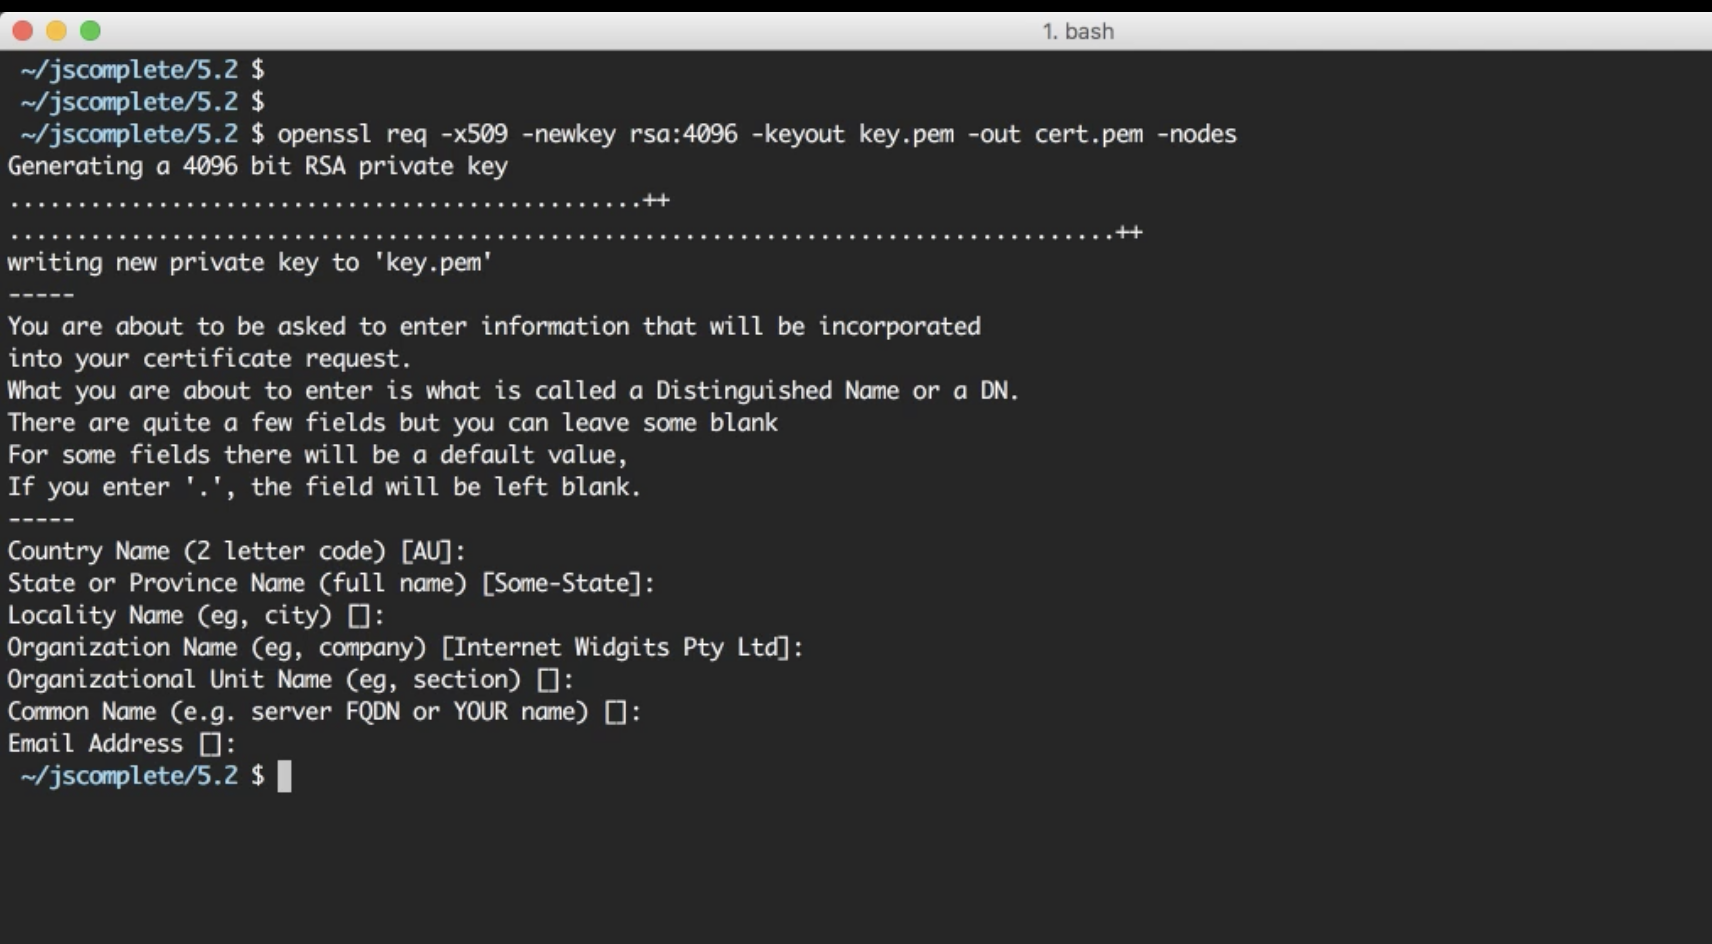 1. bash
~/jscomplete/5.2 $
~/jscomplete/5.2 $
~/jscomplete/5.2 $ openssl req -x509 -newkey rsa:4096 -keyout key.pem -out cert.pem -nodes
Generating a 4096 bit RSA private key
...............................................++
..................................................................................++
writing new private key to 'key.pem'
-----
You are about to be asked to enter information that will be incorporated
into your certificate request.
What you are about to enter is what is called a Distinguished Name or a DN.
There are quite a few fields but you can leave some blank
For some fields there will be a default value,
If you enter '.', the field will be left blank.
-----
Country Name (2 letter code) [AU]:
State or Province Name (full name) [Some-State]:
Locality Name (eg, city) []:
Organization Name (eg, company) [Internet Widgits Pty Ltd]:
Organizational Unit Name (eg, section) []:
Common Name (e.g. server FQDN or YOUR name) []:
Email Address []:
~/jscomplete/5.2 $